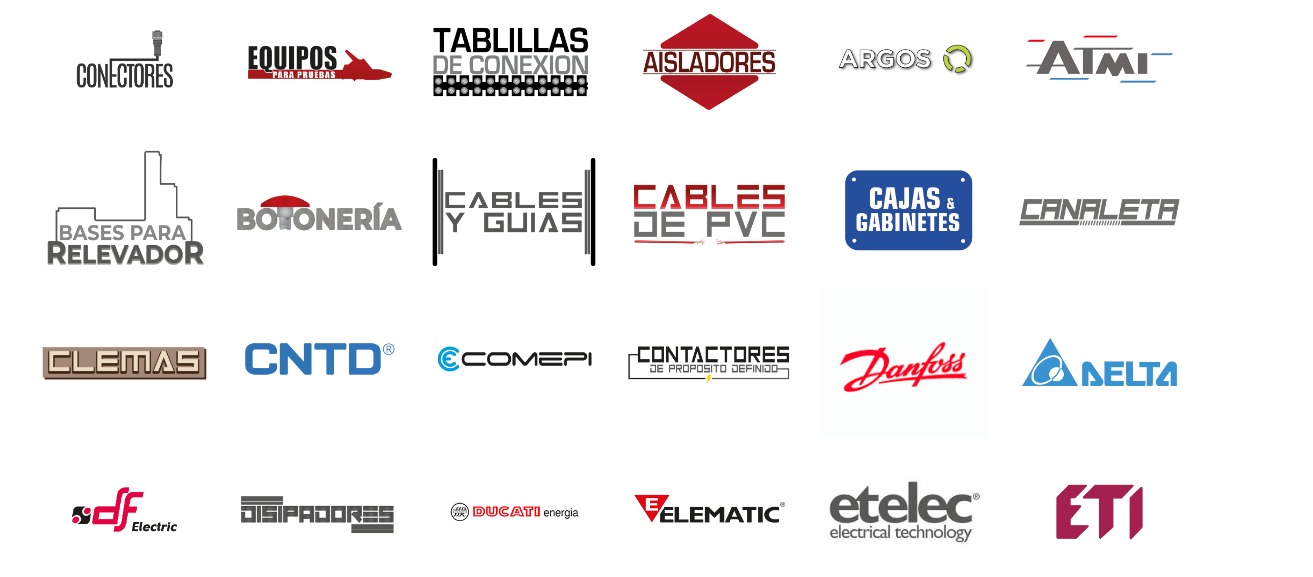 CONECTORES
EQUIPOS
PARA PRUEBAS
TABLILLAS
DE CONEXION
AISLADORES
ARGOS
ATMI
BASES PARA
RELEVADOR
BOTONERÍA
CABLES
Y GUIAS
CABLES
DE PVC
CAJAS &
GABINETES
CANALETA
CLEMAS
CNTD®
COMEPI
CONTACTORES
DE PROPOSITO DEFINIDO
Danfoss
DELTA
df
Electric
DISIPADORES
DUCATI energia
E ELEMATIC®
etelec®
electrical technology
ETI